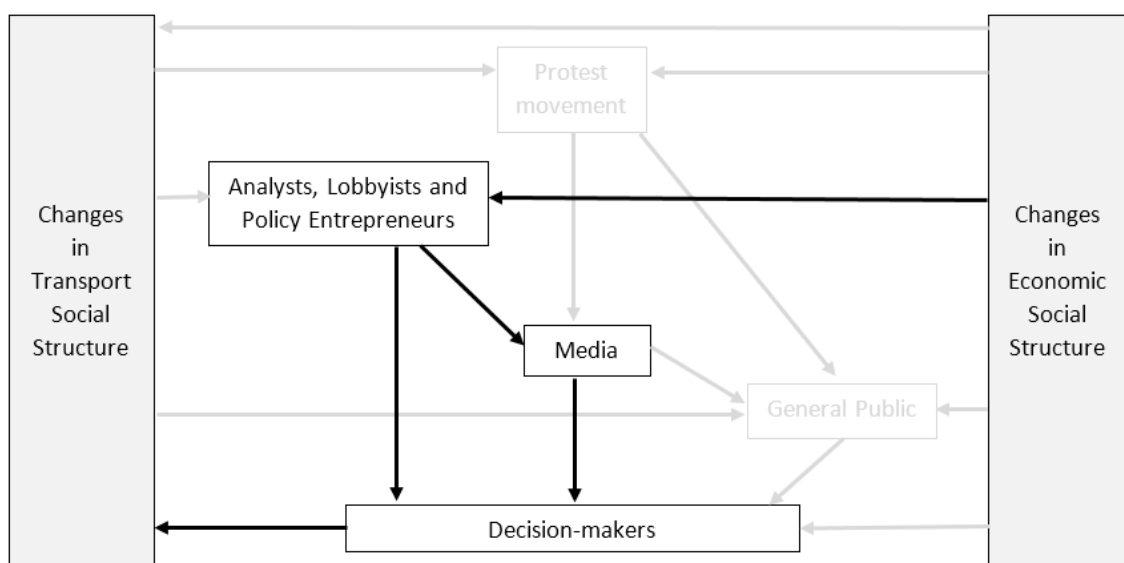 Protest
movement
Analysts, Lobbyists and
Policy Entrepreneurs
Changes
in
Transport
Social
Structure
Changes
in
Economic
Social
Structure
Media
General Public
Decision-makers